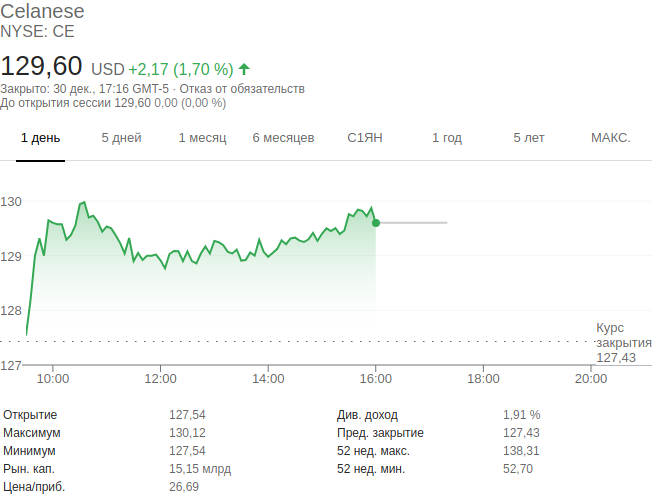 Celanese
NYSE: CE
129,60 USD +2,17 (1,70 %)
Закрыто: 30 дек., 17:16 GMT-5 · Отказ от обязательств
До открытия сессии 129,60 0,00 (0,00 %)
1 день 5 дней 1 месяц 6 месяцев С1ЯН 1 год 5 лет МАКС.
130
129
128
Курс
закрытия
127,43
127
10:00 12:00 14:00 16:00 18:00 20:00
Открытие 127,54 Див. доход 1,91 %
Максимум 130,12 Пред. закрытие 127,43
Минимум 127,54 52 нед. макс. 138,31
Рын. кап. 15,15 млрд 52 нед. мин. 52,70
Цена/приб. 26,69